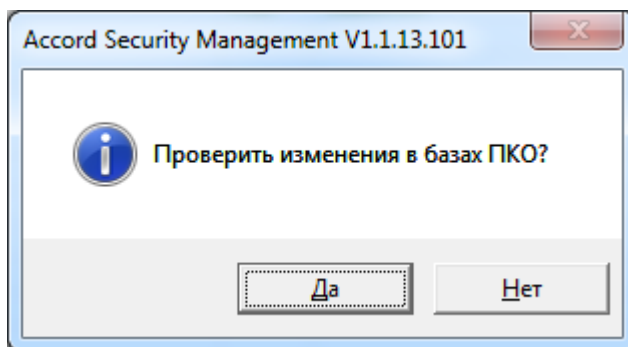 Accord Security Management V1.1.13.101
Проверить изменения в базах ПКО?
Да
Нет